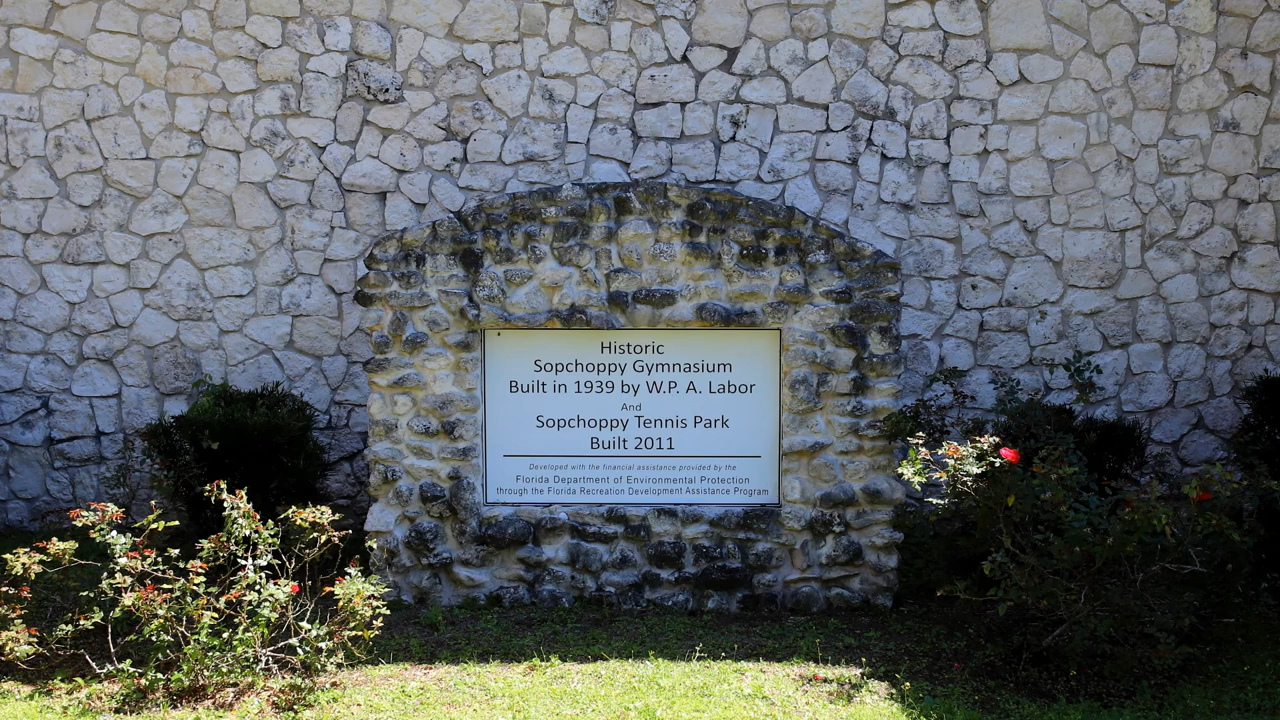 Historic
Sopchoppy Gymnasium
Built in 1939 by W.P. A. Labor
And
Sopchoppy Tennis Park
Built 2011
Developed with the financial assistance provided by the
Florida Department of Environmental Protection
through the Florida Recreation Development Assistance Program